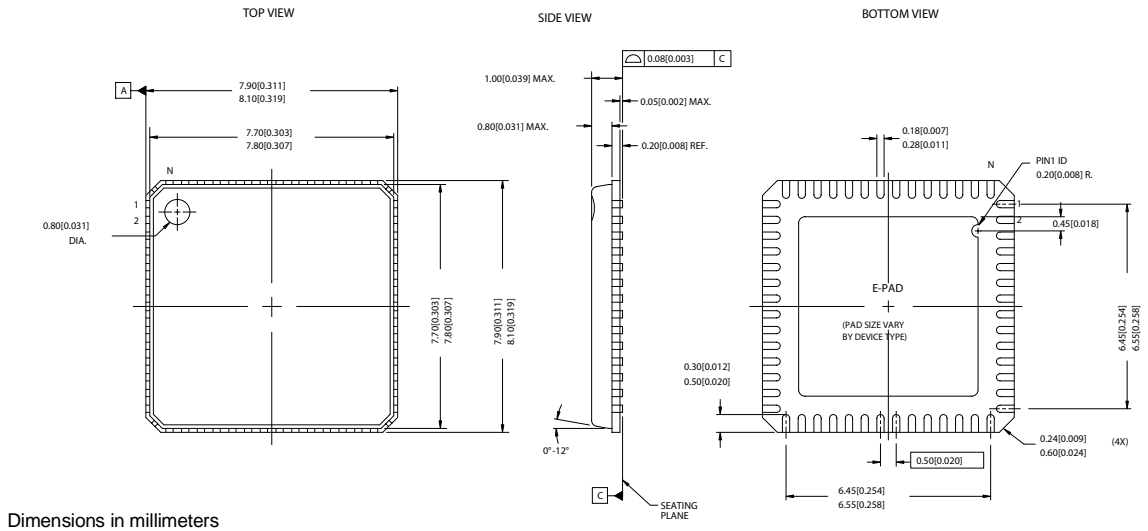 TOP VIEW
SIDE VIEW
BOTTOM VIEW
A
7.90[0.311]
8.10[0.319]
7.70[0.303]
7.80[0.307]
N
1
2
0.80[0.031]
DIA.
7.70[0.303]
7.80[0.307]
7.90[0.311]
8.10[0.319]
0.08[0.003]
C
1.00[0.039] MAX.
0.05[0.002] MAX.
0.80[0.031] MAX.
0.20[0.008] REF.
0°-12°
C
SEATING
PLANE
0.18[0.007]
0.28[0.011]
N
PIN1 ID
0.20[0.008] R.
1
2
0.45[0.018]
E-PAD
(PAD SIZE VARY
BY DEVICE TYPE)
6.45[0.254]
6.55[0.258]
0.30[0.012]
0.50[0.020]
0.24[0.009]
0.60[0.024]
(4X)
0.50[0.020]
6.45[0.254]
6.55[0.258]
Dimensions in millimeters